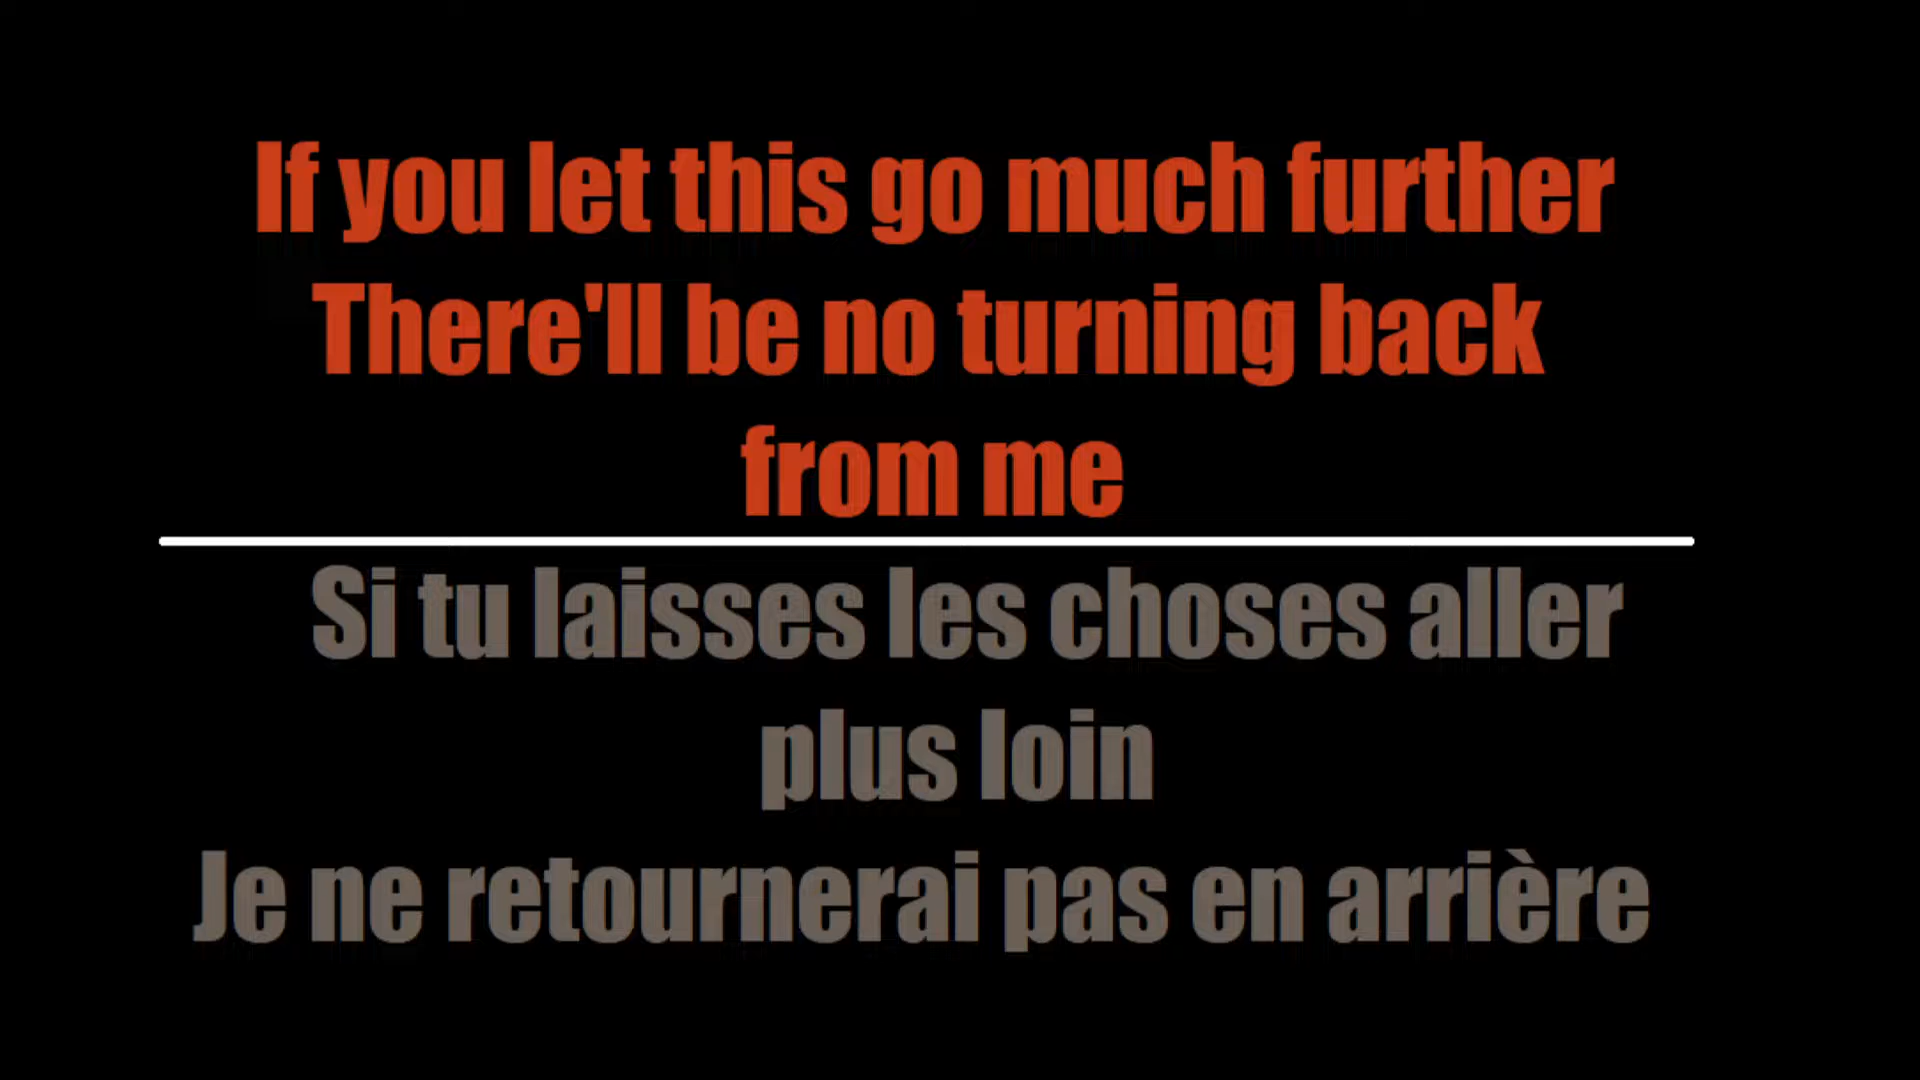 If you let this go much further
There'll be no turning back
from me
Si tu laisses les choses aller
plus loin
Je ne retournerai pas en arrière